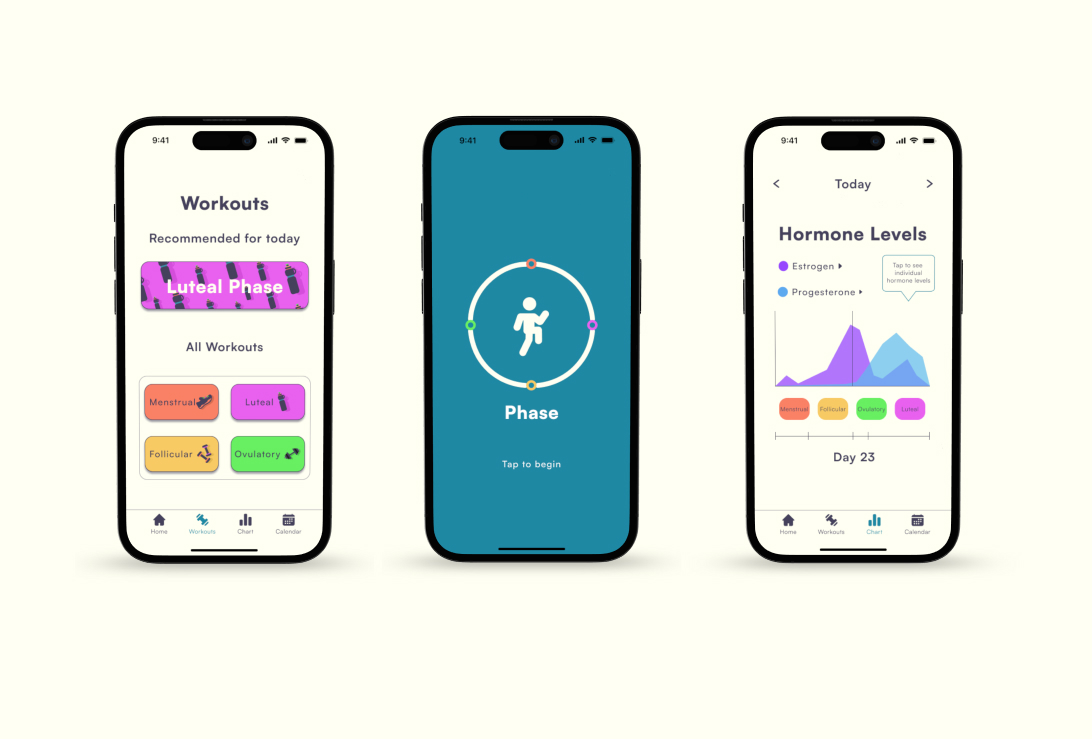 9:41
Workouts
Recommended for today
Luteal Phase
All Workouts
Menstrual
Luteal
Follicular
Ovulatory
Home
Workouts
Chart
Calendar
9:41
Phase
Tap to begin
9:41
Today
Hormone Levels
Estrogen
Progesterone
Tap to see
individual
hormone levels
Menstrual
Follicular
Ovulatory
Luteal
Day 23
Home
Workouts
Chart
Calendar